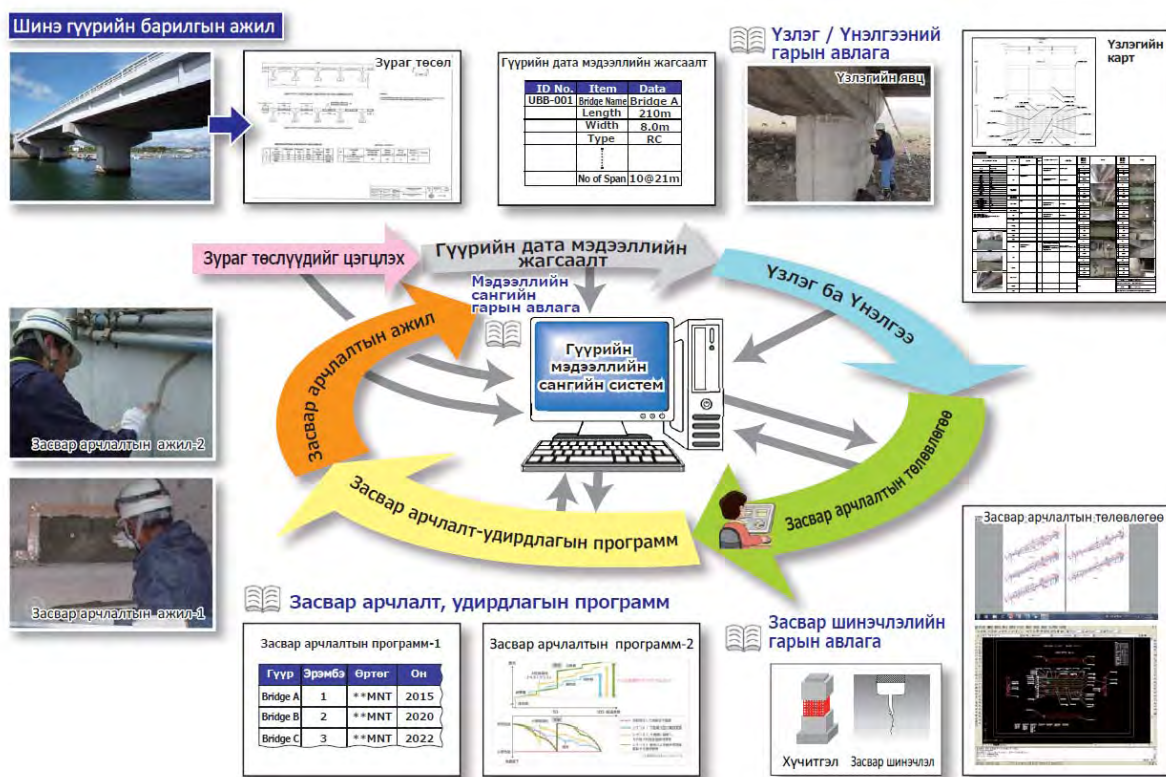 Шинэ гүүрийн барилгын ажил
Зураг төсөл
Гүүрийн дата мэдээллийн жагсаалт
ID No. Item Data
UBB-001 Bridge Name Bridge A
Length 210m
Width 8.0m
Type RC
No of Span 10@21m
Үзлэг / Үнэлгээний
гарын авлага
Үзлэгийн явц
Үзлэгийн
карт
Зураг төслүүдийг цэгцлэх
Гүүрийн дата мэдээллийн
жагсаалт
Үзлэг ба Үнэлгээ
Мэдээллийн
сангийн
гарын авлага
Гүүрийн
мэдээллийн
сангийн систем
Засвар арчлалтын ажил
Засвар арчлалтын төлөвлөгөө
Засвар арчлалт-удирдлагын программ
Засвар арчлалтын ажил-2
Засвар арчлалтын ажил-1
Засвар арчлалт, удирдлагын программ
Засвар арчлалтын программ-1
Гүүр Эрэмбэ Өртөг Он
Bridge A 1 **MNT 2015
Bridge B 2 **MNT 2020
Bridge C 3 **MNT 2022
Засвар арчлалтын программ-2
Засвар шинэчлэлийн
гарын авлага
Хүчитгэл Засвар шинэчлэл
Засвар арчлалтын төлөвлөгөө